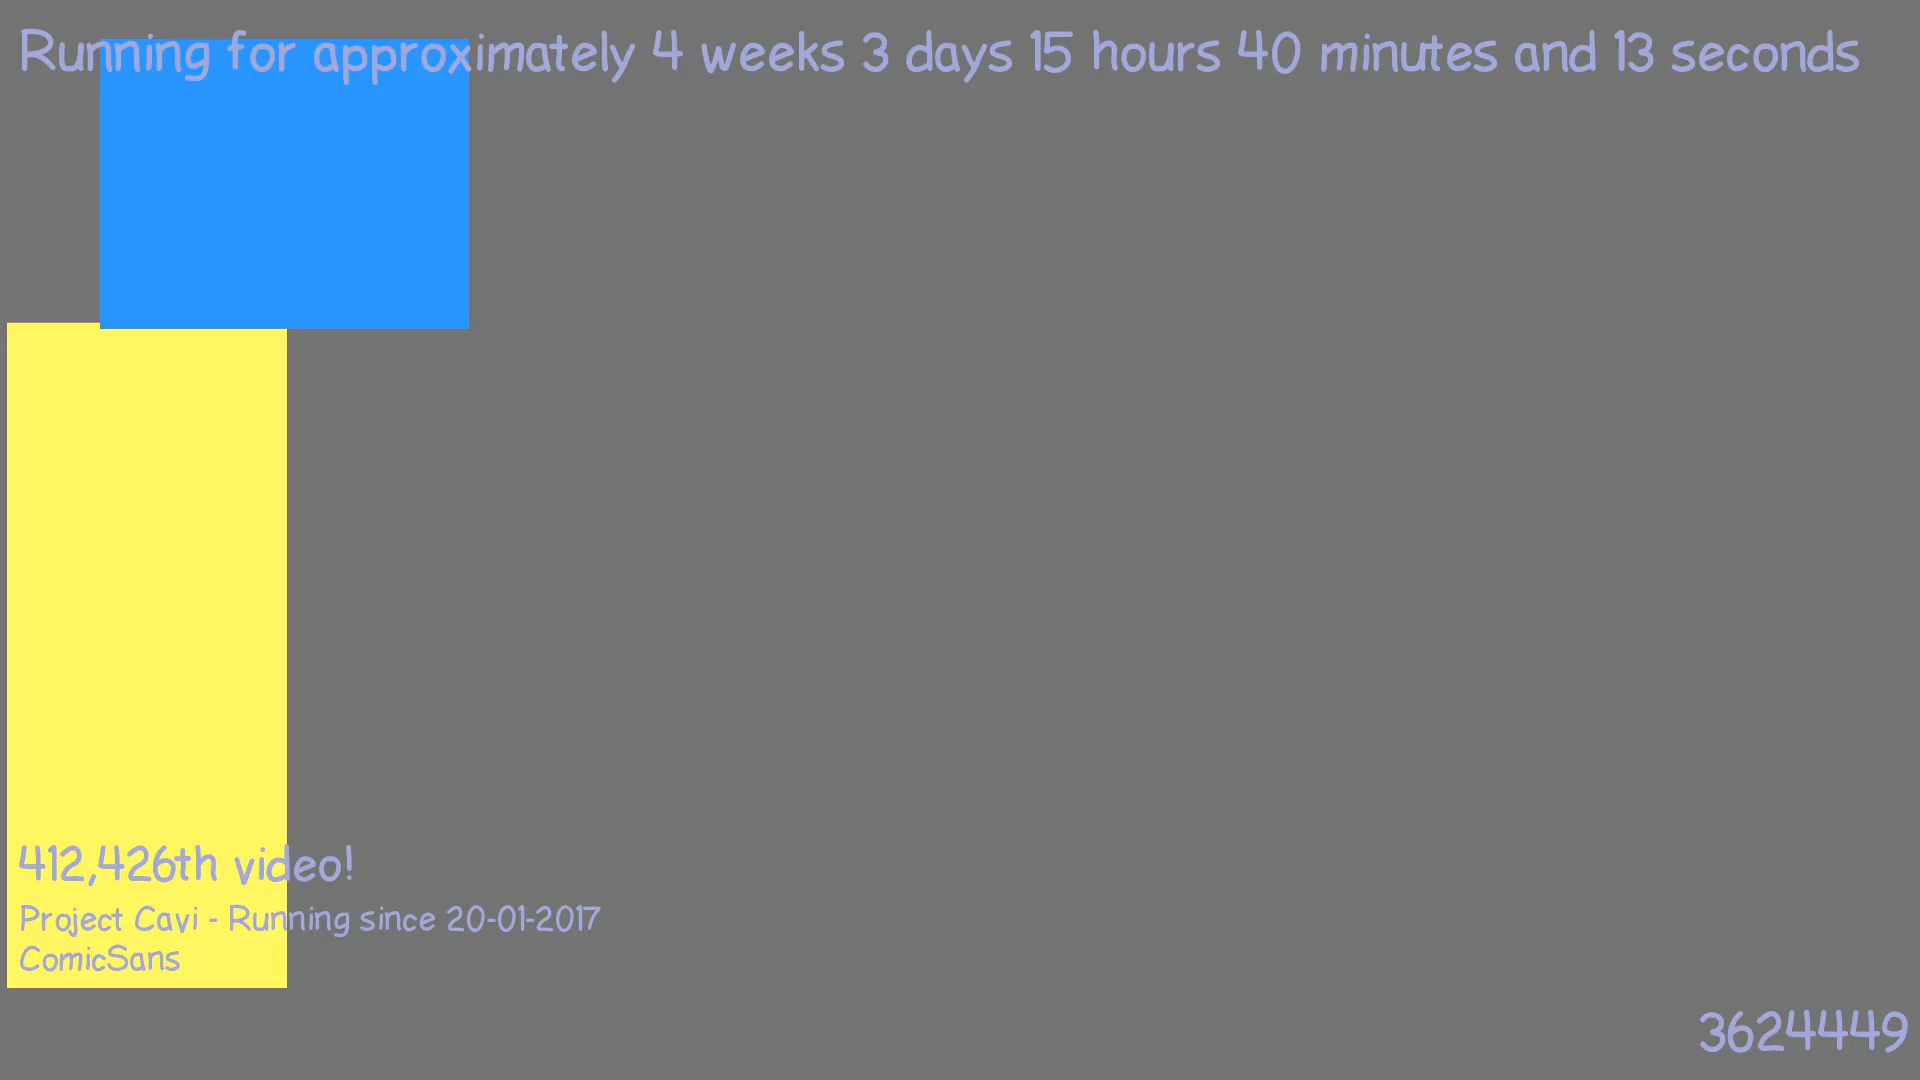 Running for approximately 4 weeks 3 days 15 hours 40 minutes and 13 seconds
412,426th video!
Project Cavi - Running since 20-01-2017
ComicSans
3624449